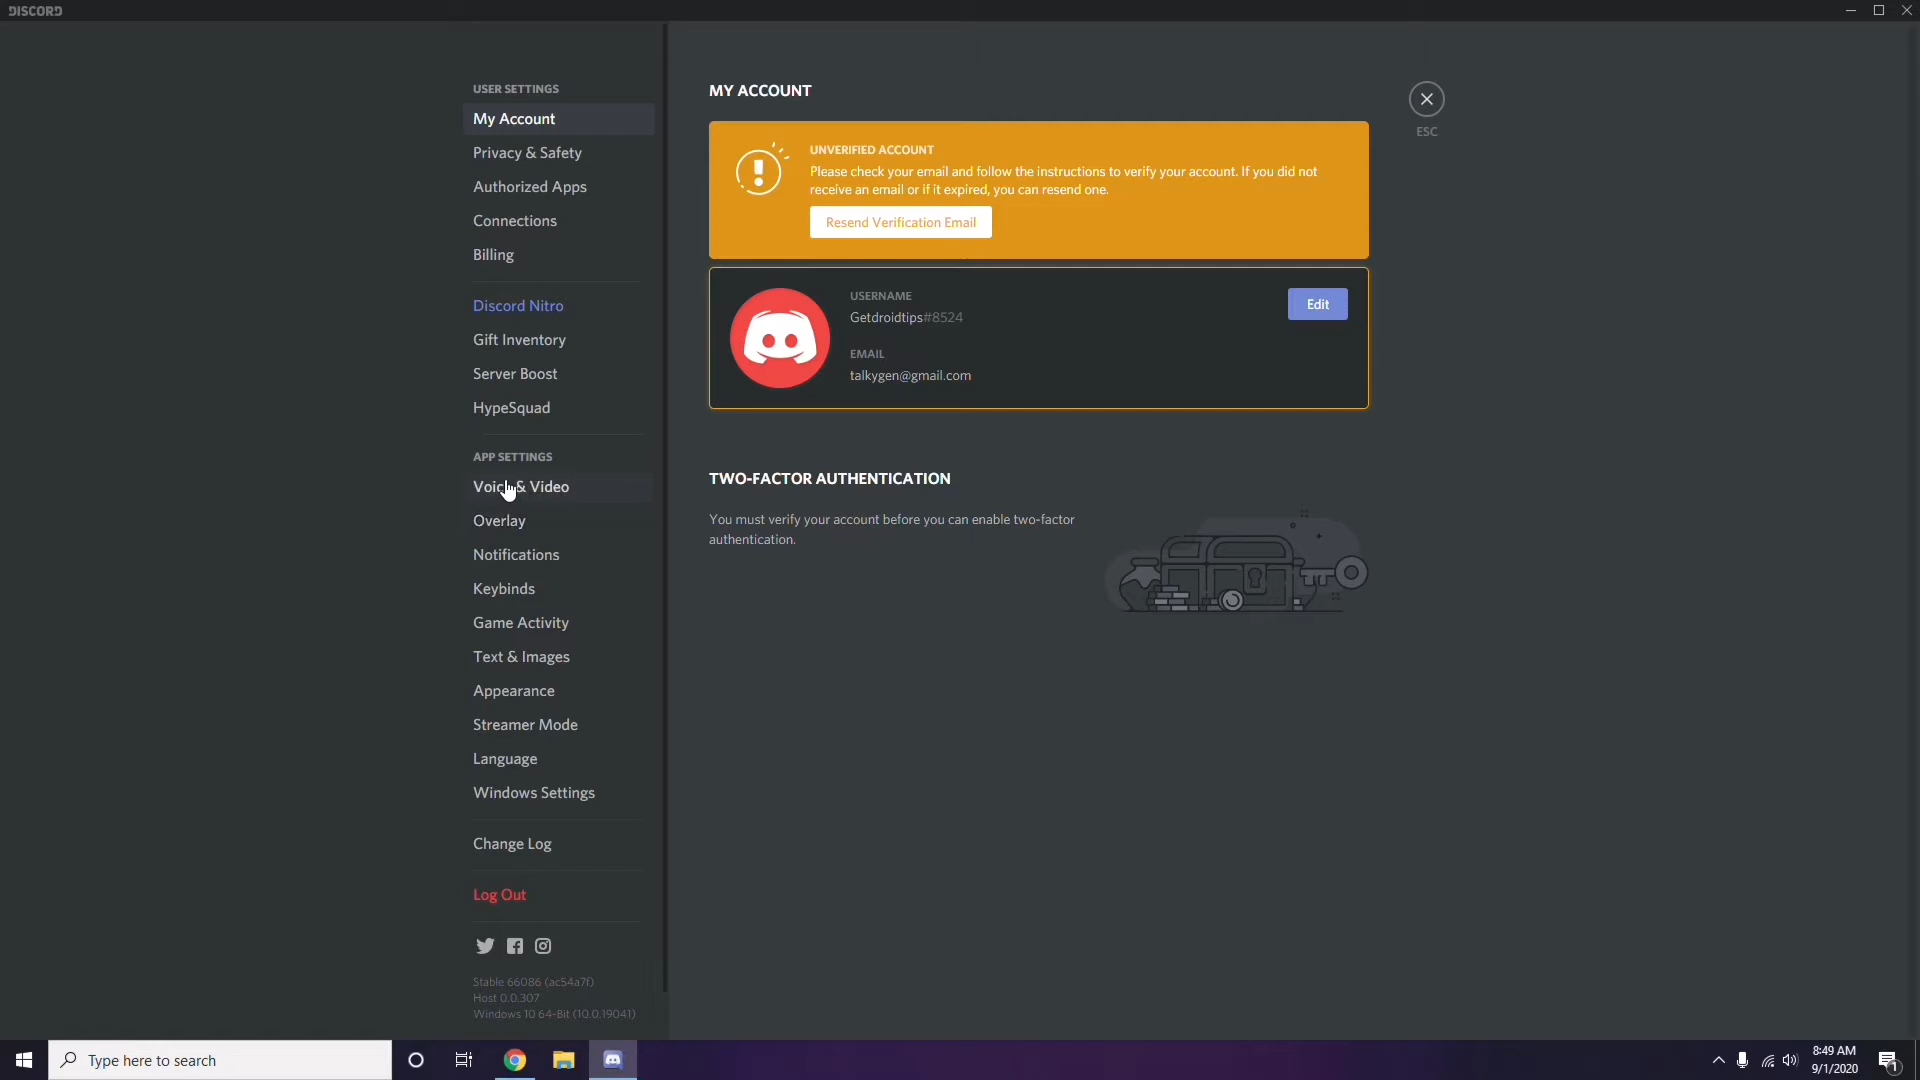 DISCORD
USER SETTINGS
My Account
Privacy & Safety
Authorized Apps
Connections
Billing
Discord Nitro
Gift Inventory
Server Boost
HypeSquad
APP SETTINGS
Voice & Video
Overlay
Notifications
Keybinds
Game Activity
Text & Images
Appearance
Streamer Mode
Language
Windows Settings
Change Log
Log Out
Stable 66086 (ac54a7f)
Host 0.0.307
Windows 10 64-Bit (10.0.19041)
MY ACCOUNT
ESC
UNVERIFIED ACCOUNT
Please check your email and follow the instructions to verify your account. If you did not
receive an email or if it expired, you can resend one.
Resend Verification Email
USERNAME
Getdroidtips#8524
Edit
EMAIL
talkygen@gmail.com
TWO-FACTOR AUTHENTICATION
You must verify your account before you can enable two-factor
authentication.
Type here to search
8:49 AM
9/1/2020
1